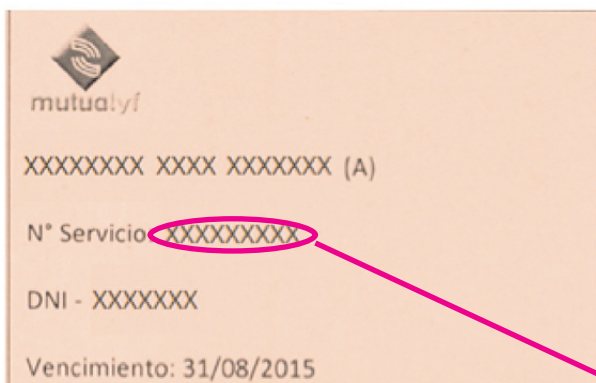 mutualyf
XXXXXXXX XXXX XXXXXXX (A)
N° Servicio: XXXXXXXXX
DNI - XXXXXXX
Vencimiento: 31/08/2015